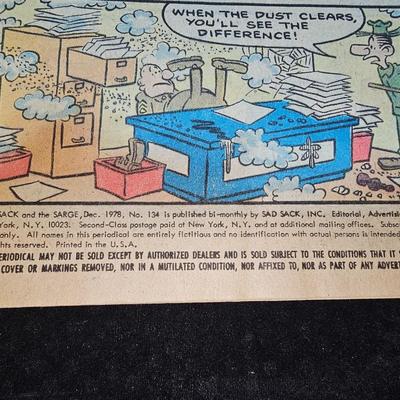 WHEN THE DUST CLEARS,
YOU'LL SEE THE
DIFFERENCE!
SACK and the SARGE, Dec. 1978, No. 134 is published bi-monthly by SAD SACK, INC. Editorial, Advertis
York, N. Y. 10023. Second-Class postage paid at New York, N. Y. and at additional mailing offices. Subsc
only. All names in this periodical are entirely fictitious and no identification with actual persons is intended
ghts reserved. Printed in the U.S.A.
PERIODICAL MAY NOT BE SOLD EXCEPT BY AUTHORIZED DEALERS AND IS SOLD SUBJECT TO THE CONDITIONS THAT IT
COVER OR MARKINGS REMOVED, NOR IN A MUTILATED CONDITION, NOR AFFIXED TO, NOR AS PART OF ANY ADVERT